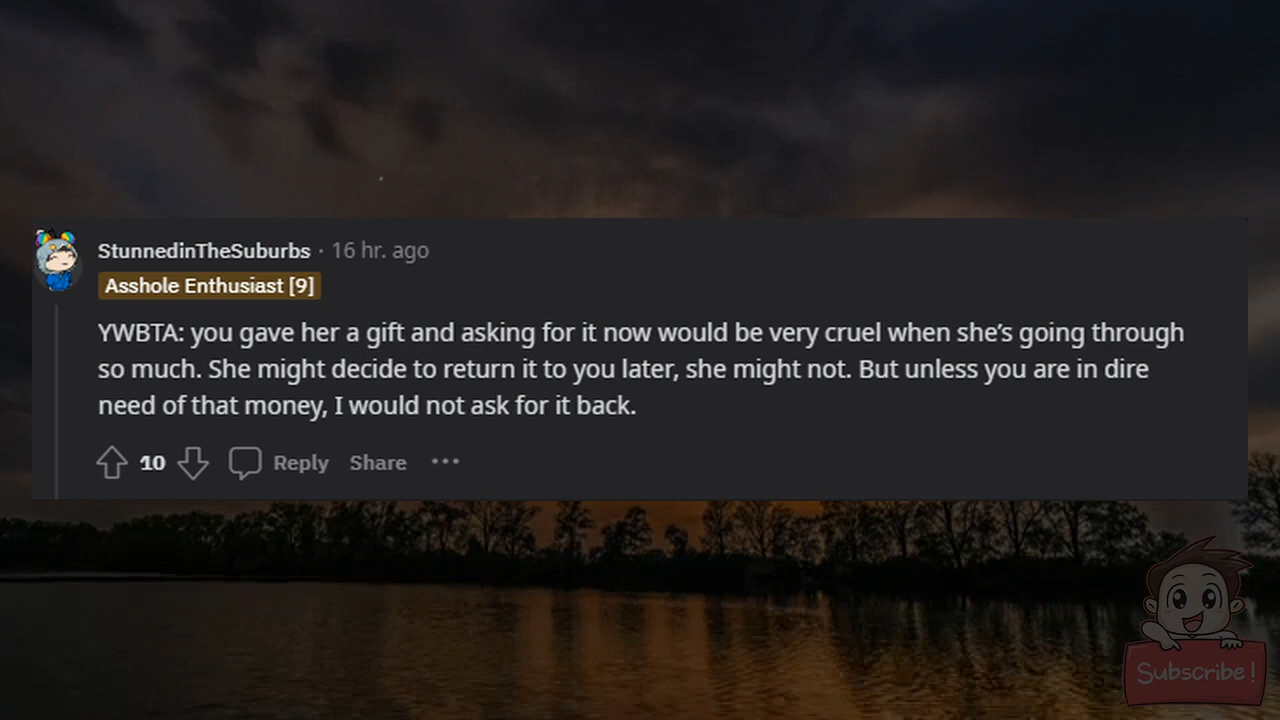 StunnedinTheSuburbs · 16 hr. ago
Asshole Enthusiast [9]
YWBTA: you gave her a gift and asking for it now would be very cruel when she’s going through
so much. She might decide to return it to you later, she might not. But unless you are in dire
need of that money, I would not ask for it back.
10 Reply Share ···
Subscribe!